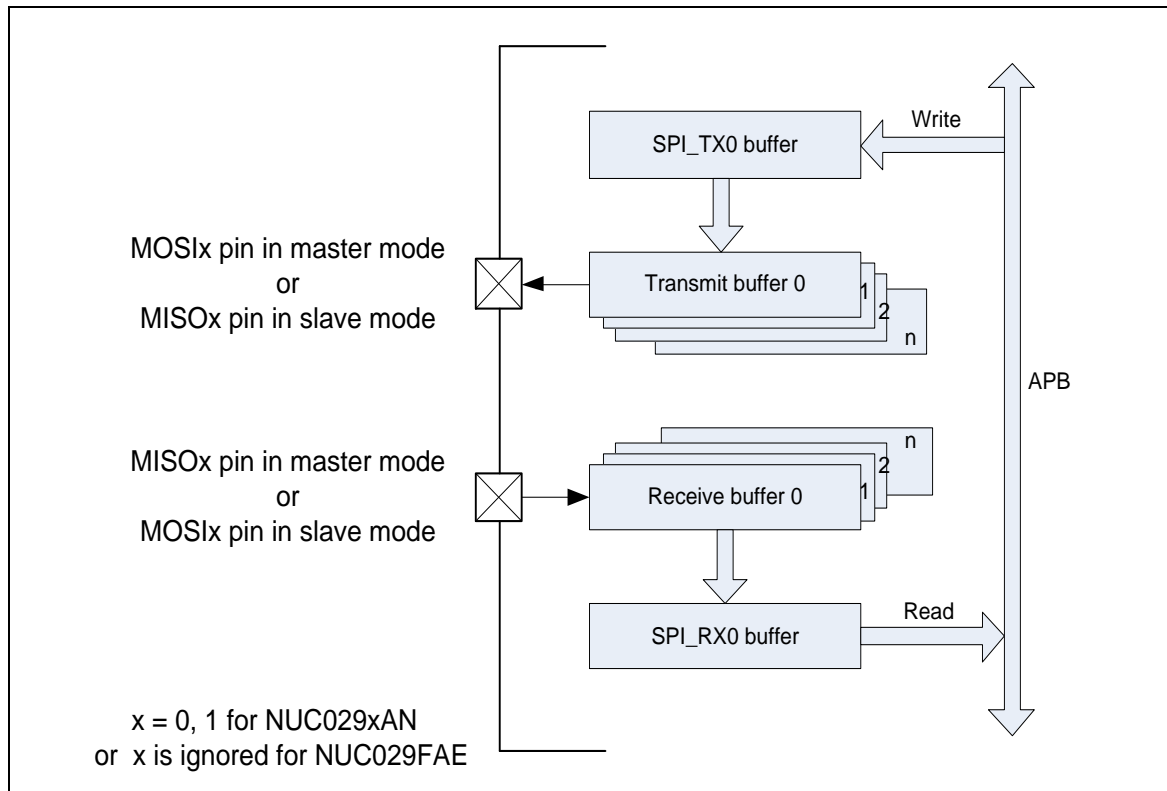 SPI_TX0 buffer
Write
MOSIx pin in master mode
or
MISOx pin in slave mode
Transmit buffer 0
1
2
n
APB
MISOx pin in master mode
or
MOSIx pin in slave mode
n
2
1
Receive buffer 0
SPI_RX0 buffer
Read
x = 0, 1 for NUC029xAN
or x is ignored for NUC029FAE